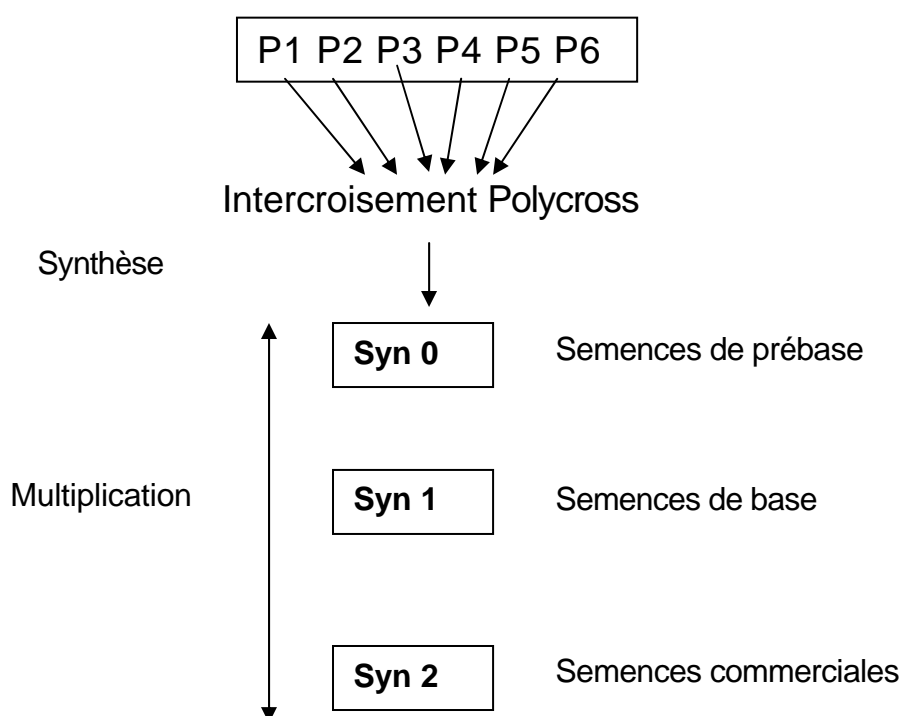 P1 P2 P3 P4 P5 P6
Intercroisement Polycross
Synthèse
Syn 0
Semences de prébase
Multiplication
Syn 1
Semences de base
Syn 2
Semences commerciales